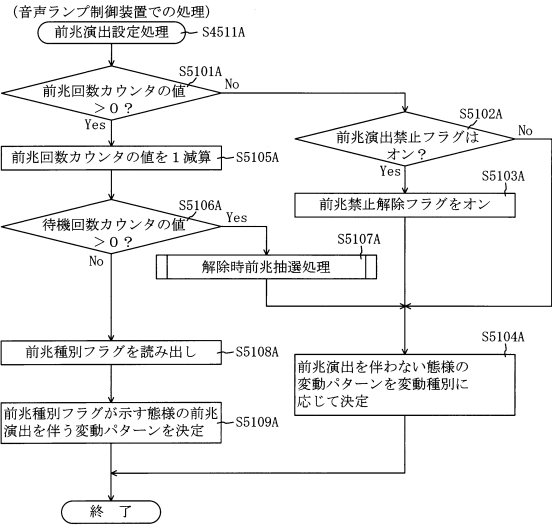 (音声ランプ制御装置での処理)
前兆演出設定処理
S4511A
S5101A
前兆回数カウンタの値
>0?
No
Yes
S5102A
前兆演出禁止フラグは
オン?
No
Yes
前兆回数カウンタの値を1減算
S5105A
S5103A
前兆禁止解除フラグをオン
S5106A
待機回数カウンタの値
>0?
Yes
No
S5107A
解除時前兆抽選処理
前兆種別フラグを読み出し
S5108A
S5104A
前兆演出を伴わない態様の
変動パターンを変動種別に
応じて決定
前兆種別フラグが示す態様の前兆
演出を伴う変動パターンを決定
S5109A
終 了